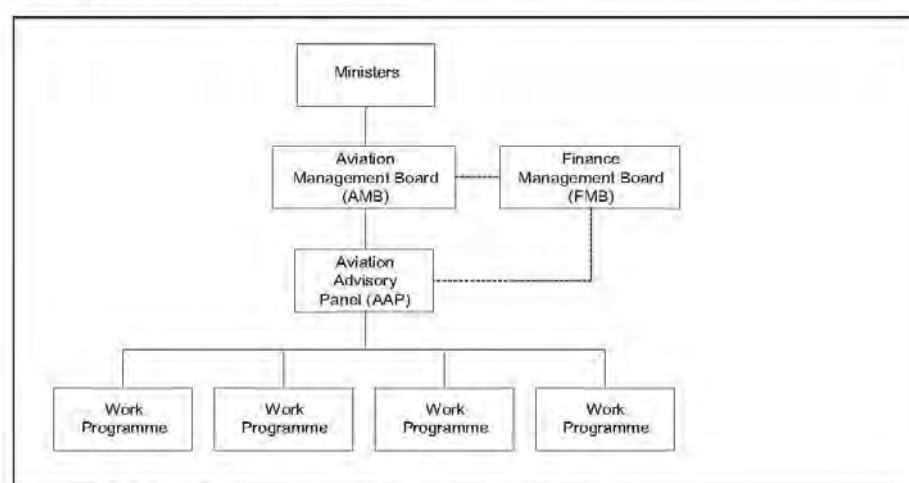 Ministers
Aviation
Management Board
(AMB)
Finance
Management Board
(FMB)
Aviation
Advisory
Panel (AAP)
Work
Programme
Work
Programme
Work
Programme
Work
Programme